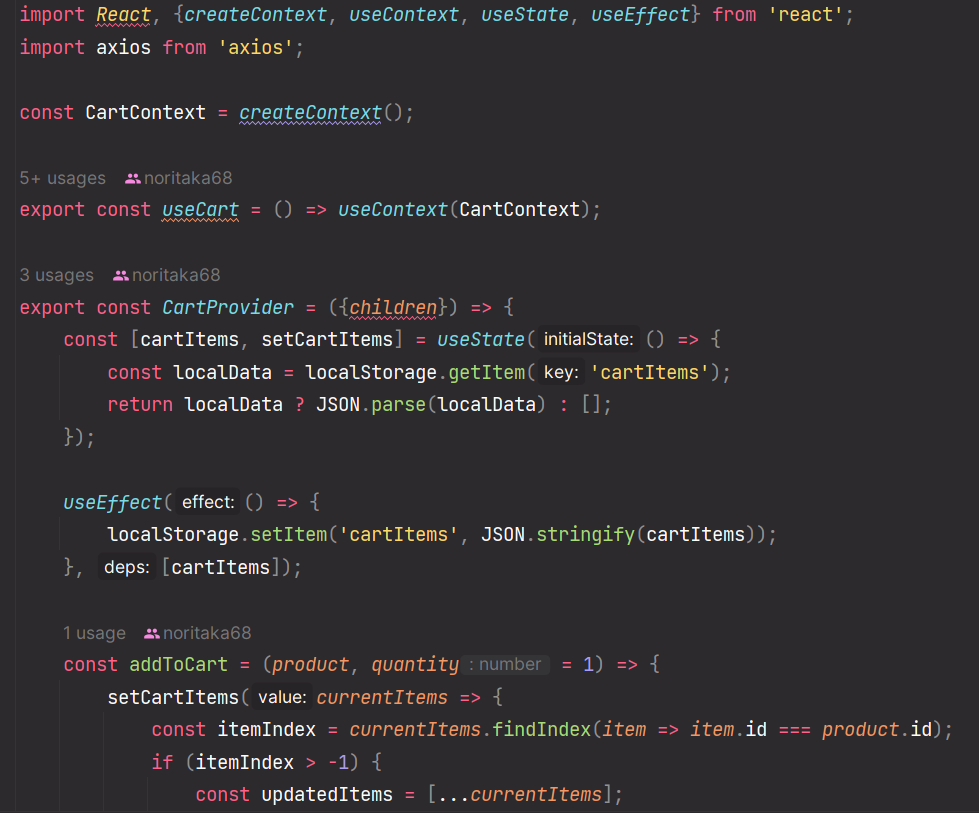 import React, {createContext, useContext, useState, useEffect} from 'react';
import axios from 'axios';
const CartContext = createContext();
5+ usages noritaka68
export const useCart = () => useContext(CartContext);
3 usages noritaka68
export const CartProvider = ({children}) => {
const [cartItems, setCartItems] = useState( initialState: () => {
const localData = localStorage.getItem( key: 'cartItems');
return localData ? JSON.parse(localData) : [];
});
useEffect( effect: () => {
localStorage.setItem('cartItems', JSON.stringify(cartItems));
}, deps: [cartItems]);
1 usage noritaka68
const addToCart = (product, quantity : number = 1) => {
setCartItems( value: currentItems => {
const itemIndex = currentItems.findIndex(item => item.id === product.id);
if (itemIndex > -1) {
const updatedItems = [...currentItems];